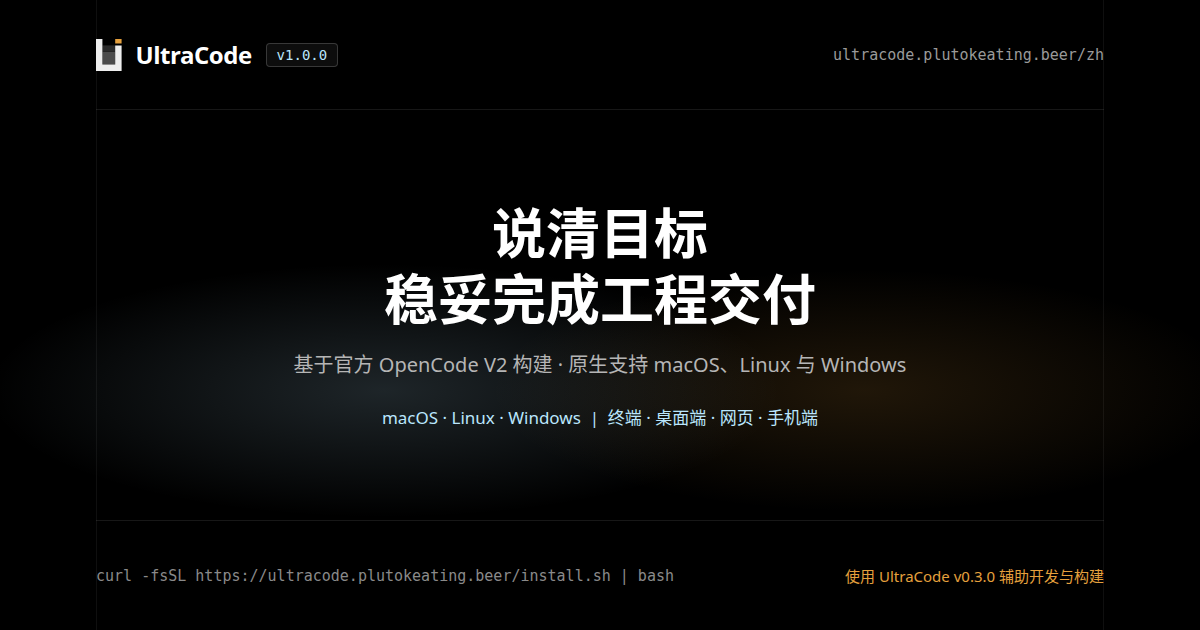 UltraCode v1.0.0 ultracode.plutokeating.beer/zh
说清目标
稳妥完成工程交付
基于官方 OpenCode V2 构建 · 原生支持 macOS、Linux 与 Windows
macOS · Linux · Windows | 终端 · 桌面端 · 网页 · 手机端
curl -fsSL https://ultracode.plutokeating.beer/install.sh | bash 使用 UltraCode v0.3.0 辅助开发与构建